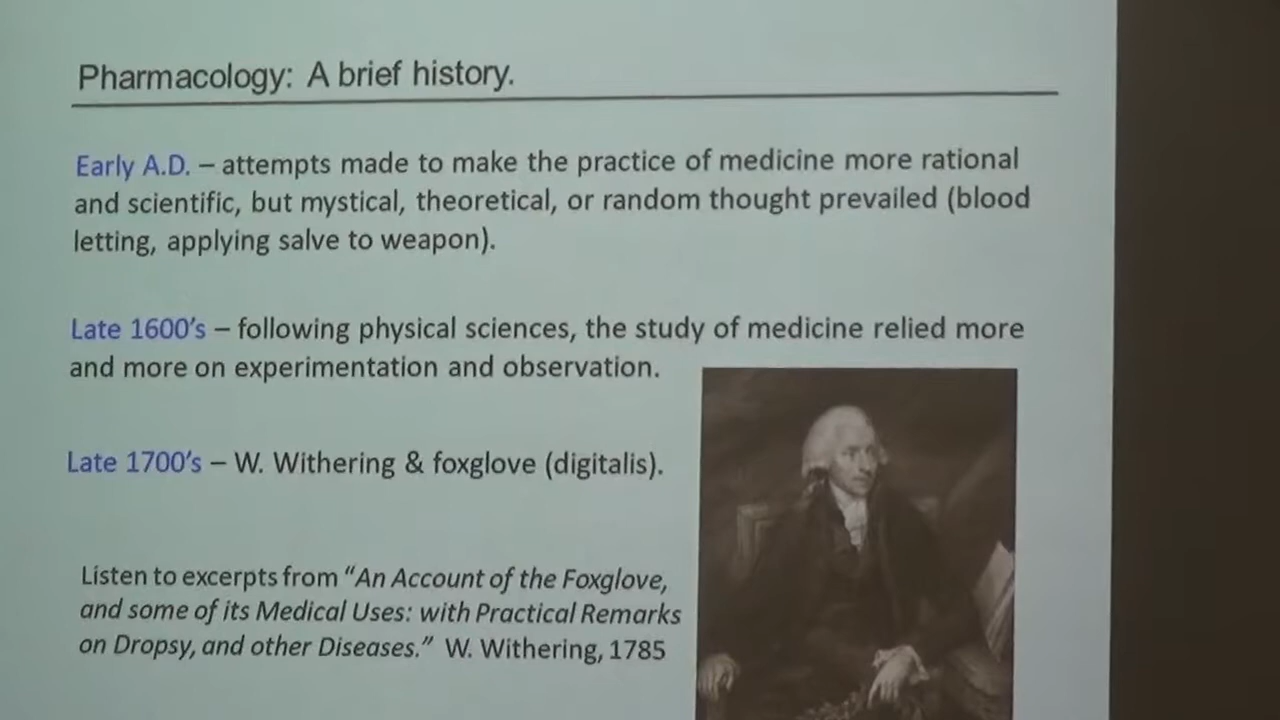 Pharmacology: A brief history.
Early A.D. – attempts made to make the practice of medicine more rational
and scientific, but mystical, theoretical, or random thought prevailed (blood
letting, applying salve to weapon).
Late 1600's – following physical sciences, the study of medicine relied more
and more on experimentation and observation.
Late 1700's – W. Withering & foxglove (digitalis).
Listen to excerpts from "An Account of the Foxglove,
and some of its Medical Uses: with Practical Remarks
on Dropsy, and other Diseases." W. Withering, 1785